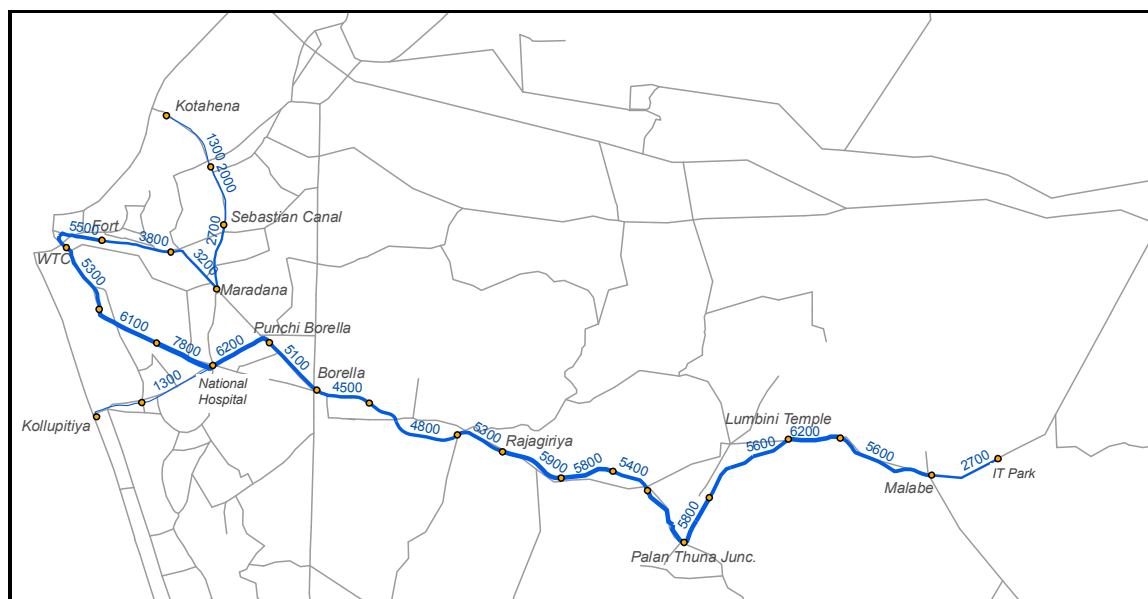 Kotahena
1300
2000
Sebastian Canal
2700
Fort
5500
3800
3200
WTC
5300
Maradana
6100
7800
6200
Punchi Borella
5100
National
Hospital
1300
Kollupitiya
Borella
4500
4800
5300
Rajagiriya
5900
5800
5400
5800
Palan Thuna Junc.
Lumbini Temple
5600
6200
5600
Malabe
2700
IT Park